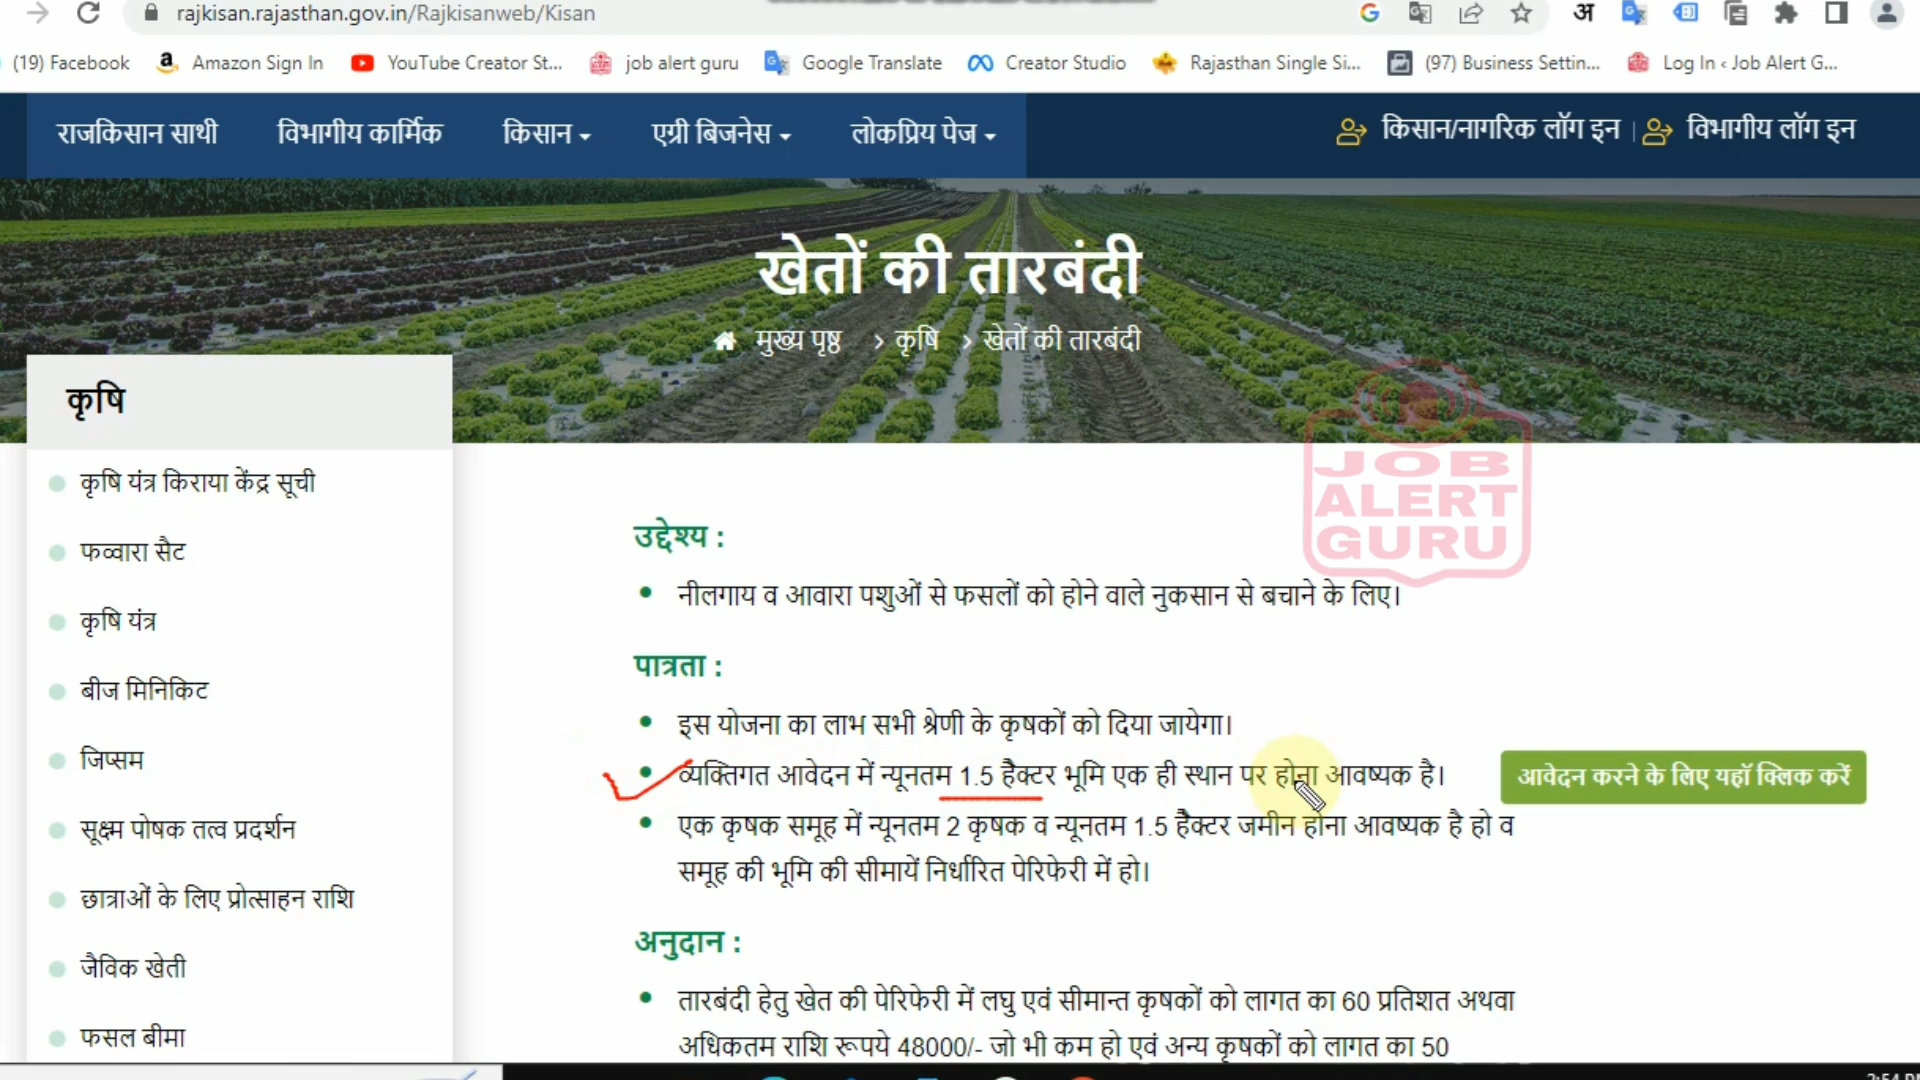 rajkisan.rajasthan.gov.in/Rajkisanweb/Kisan
(19) Facebook Amazon Sign In YouTube Creator St... job alert guru Google Translate Creator Studio Rajasthan Single Si... (97) Business Settin... Log In ‹ Job Alert G...
राजकिसान साथी विभागीय कार्मिक किसान एग्री बिजनेस लोकप्रिय पेज किसान/नागरिक लॉग इन | विभागीय लॉग इन
खेतों की तारबंदी
मुख्य पृष्ठ > कृषि > खेतों की तारबंदी
कृषि
कृषि यंत्र किराया केंद्र सूची
फव्वारा सैट
कृषि यंत्र
बीज मिनिकिट
जिप्सम
सूक्ष्म पोषक तत्व प्रदर्शन
छात्राओं के लिए प्रोत्साहन राशि
जैविक खेती
फसल बीमा
JOB
ALERT
GURU
उद्देश्य :
नीलगाय व आवारा पशुओं से फसलों को होने वाले नुकसान से बचाने के लिए।
पात्रता :
इस योजना का लाभ सभी श्रेणी के कृषकों को दिया जायेगा।
व्यक्तिगत आवेदन में न्यूनतम 1.5 हैक्टर भूमि एक ही स्थान पर होना आवष्यक है।
एक कृषक समूह में न्यूनतम 2 कृषक व न्यूनतम 1.5 हैक्टर जमीन होना आवष्यक है हो व
समूह की भूमि की सीमायें निर्धारित पेरिफेरी में हो।
आवेदन करने के लिए यहाँ क्लिक करें
अनुदान :
तारबंदी हेतु खेत की पेरिफेरी में लघु एवं सीमान्त कृषकों को लागत का 60 प्रतिशत अथवा
अधिकतम राशि रूपये 48000/- जो भी कम हो एवं अन्य कृषकों को लागत का 50